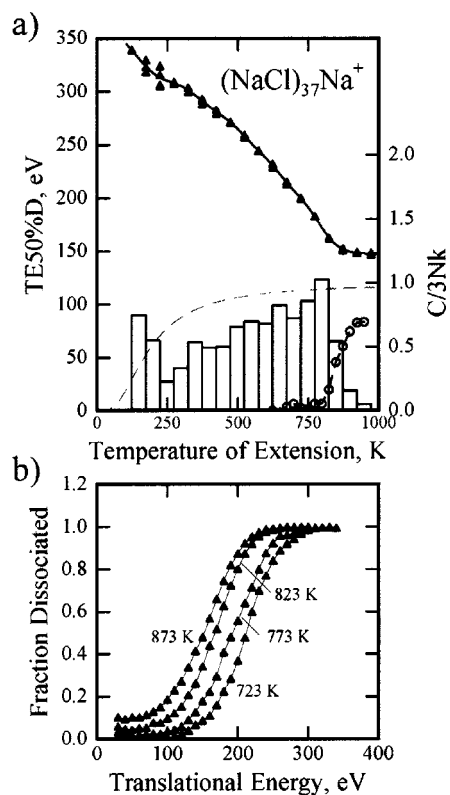 a)
350
300
250
200
150
100
50
0
TE50%D, eV
(NaCl)37Na+
2.0
1.5
1.0
0.5
0.0
C/3Nk
0 250 500 750 1000
Temperature of Extension, K
b)
1.2
1.0
0.8
0.6
0.4
0.2
0.0
Fraction Dissociated
823 K
873 K
773 K
723 K
0 100 200 300 400
Translational Energy, eV